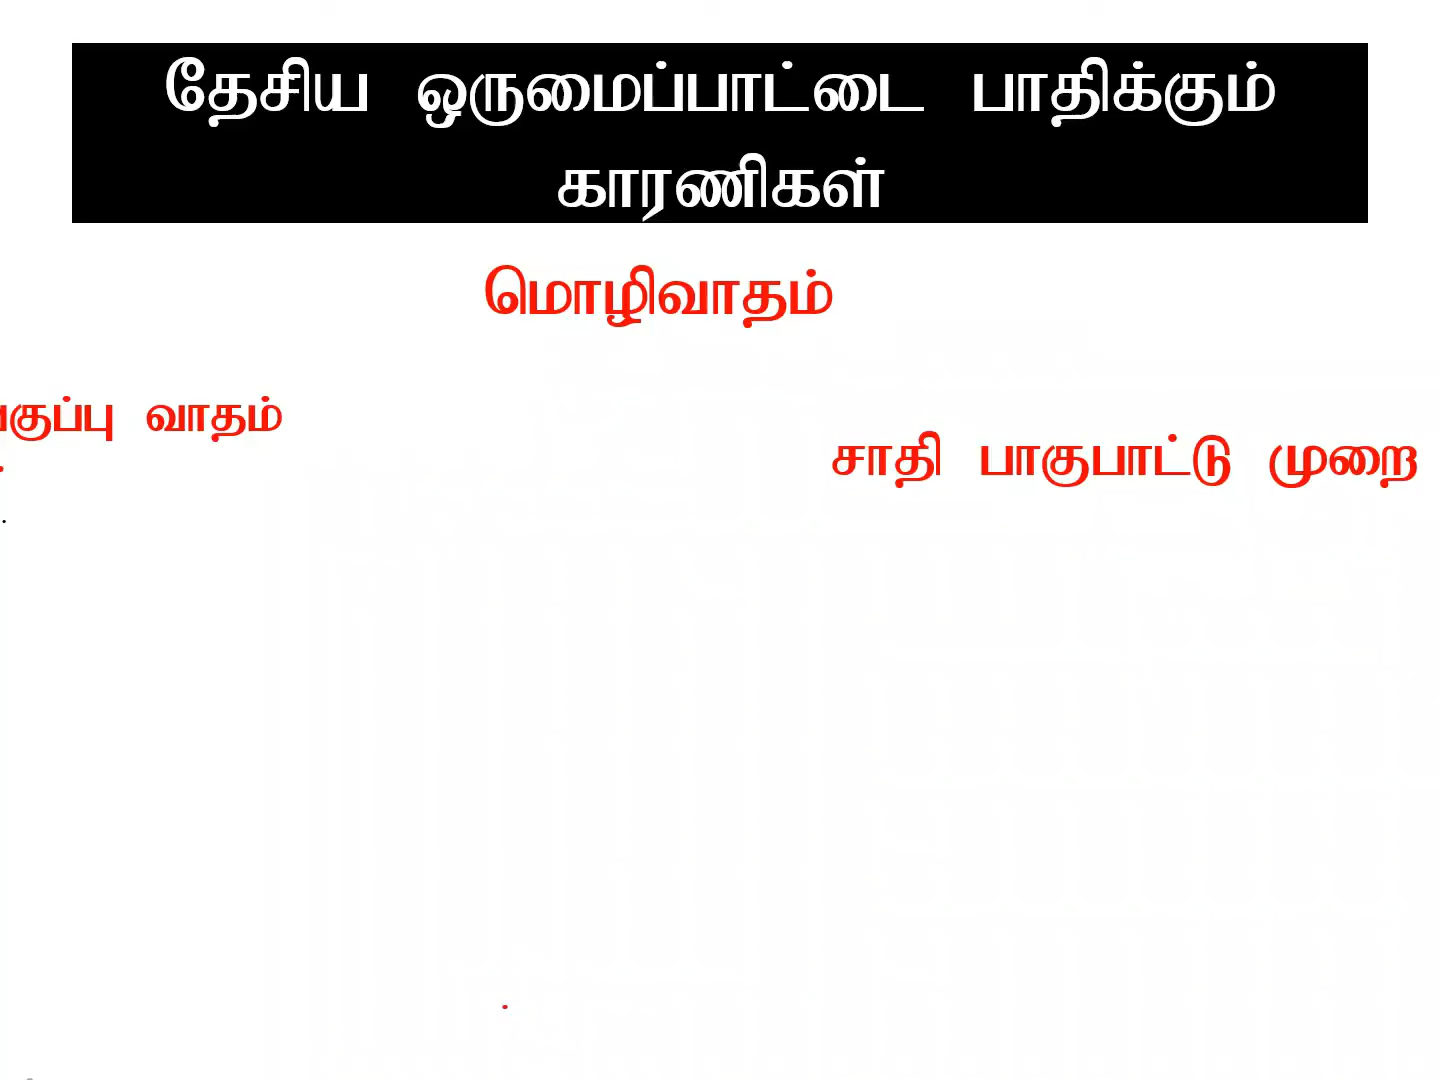 தேசிய ஒருமைப்பாட்டை பாதிக்கும்
காரணிகள்
மொழிவாதம்
வாதம்
சாதி பாகுபாட்டு முறை